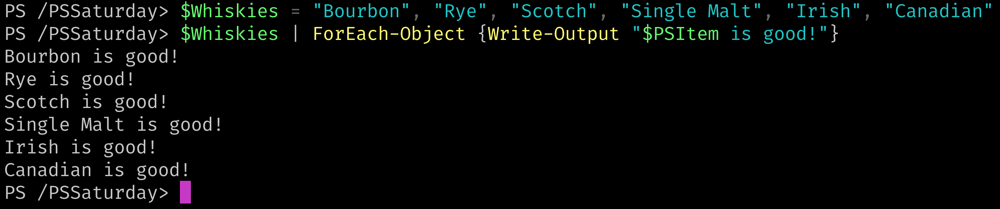 PS /PSSaturday> $Whiskies = "Bourbon", "Rye", "Scotch", "Single Malt", "Irish", "Canadian"
PS /PSSaturday> $Whiskies | ForEach-Object {Write-Output "$PSItem is good!"}
Bourbon is good!
Rye is good!
Scotch is good!
Single Malt is good!
Irish is good!
Canadian is good!
PS /PSSaturday>